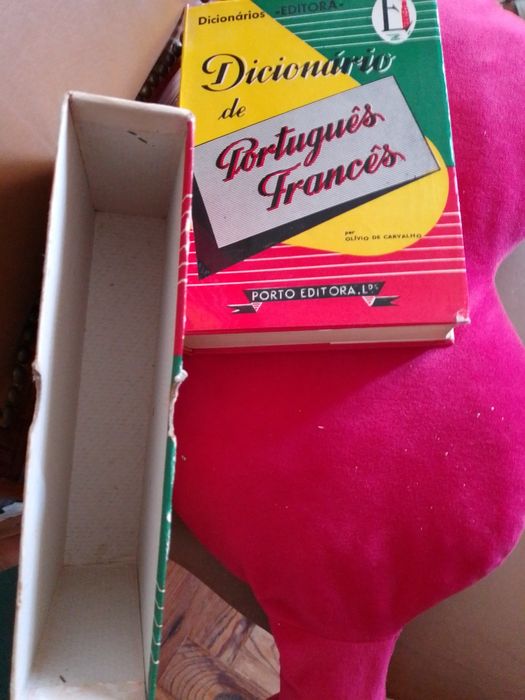 Dicionários «EDITORA»
Dicionário
de
Português
Francês
por
OLÍVIO DE CARVALHO
PORTO EDITORA, L.DA